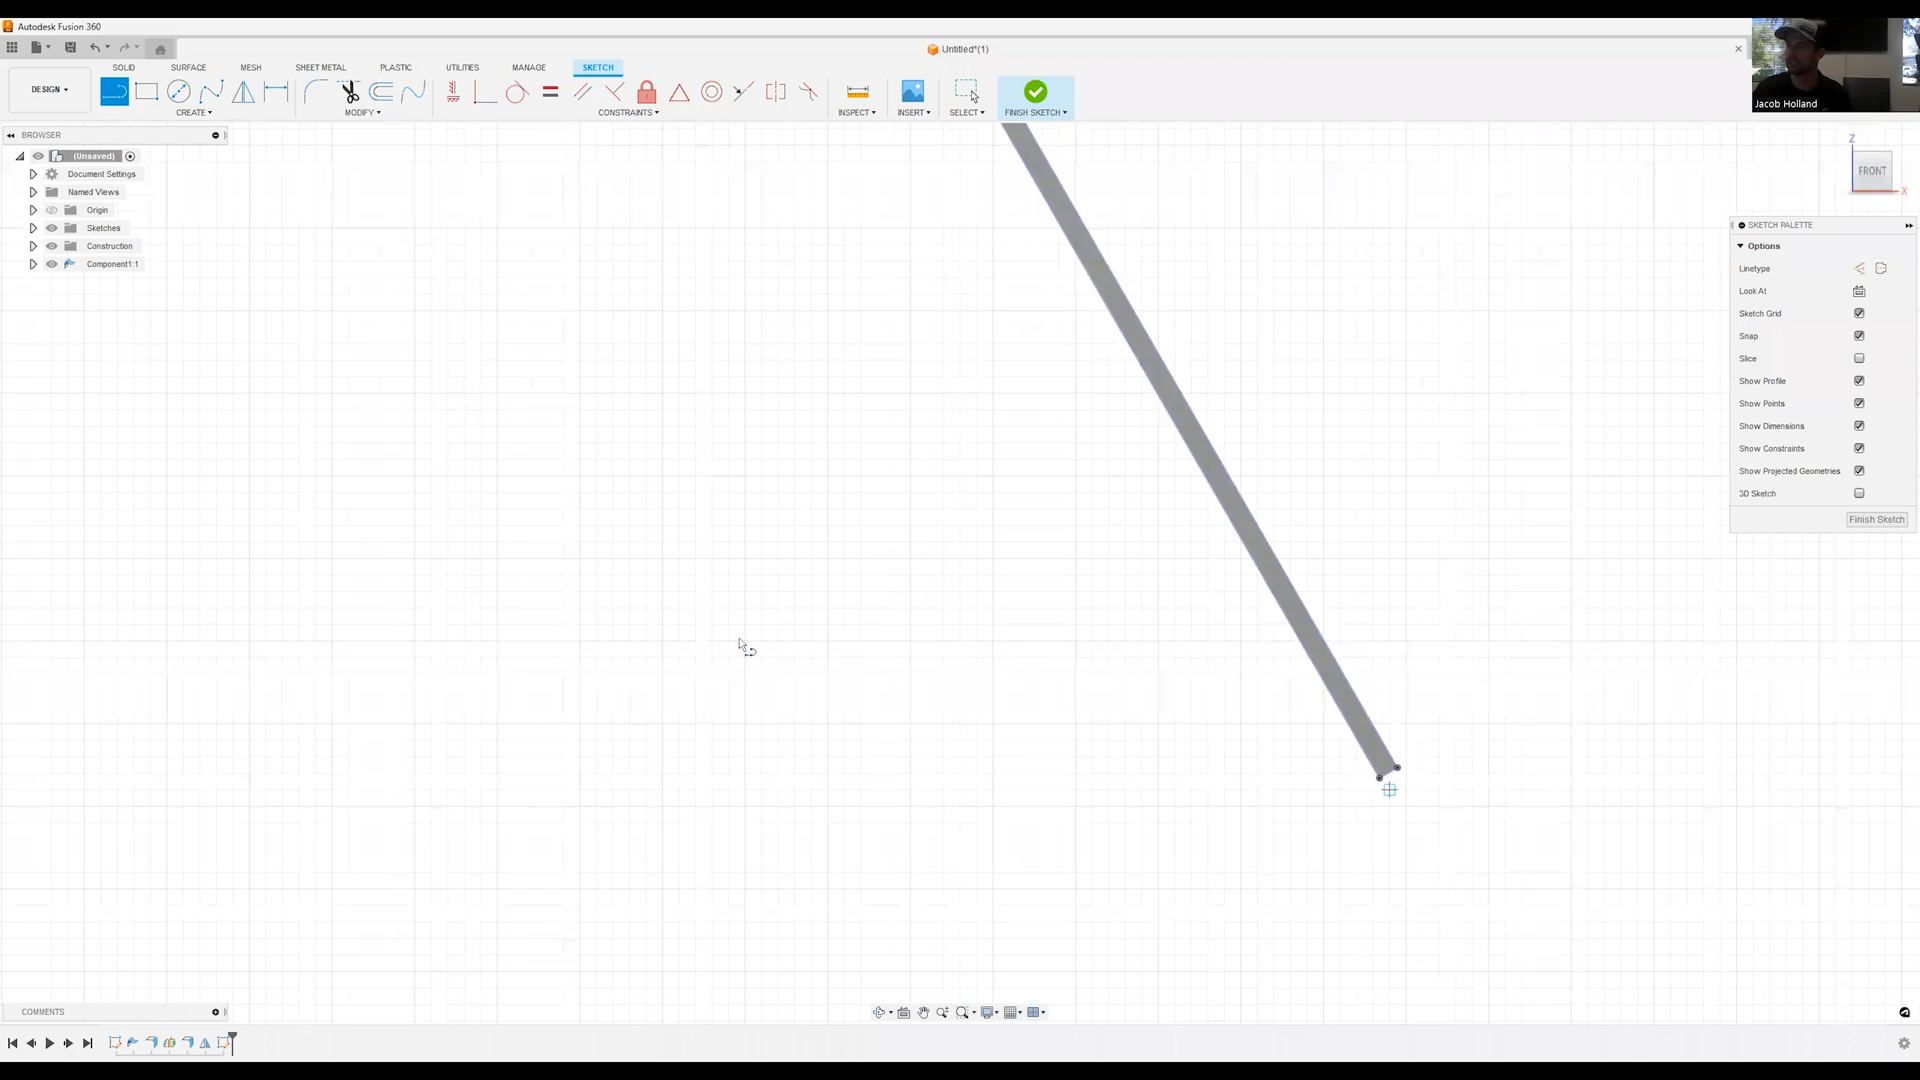 Autodesk Fusion 360
Untitled*(1)
Jacob Holland
SOLID SURFACE MESH SHEET METAL PLASTIC UTILITIES MANAGE SKETCH
DESIGN
CREATE MODIFY CONSTRAINTS INSPECT INSERT SELECT FINISH SKETCH
BROWSER
(Unsaved)
Document Settings
Named Views
Origin
Sketches
Construction
Component1:1
Z
FRONT
X
SKETCH PALETTE
Options
Linetype
Look At
Sketch Grid
Snap
Slice
Show Profile
Show Points
Show Dimensions
Show Constraints
Show Projected Geometries
3D Sketch
Finish Sketch
COMMENTS